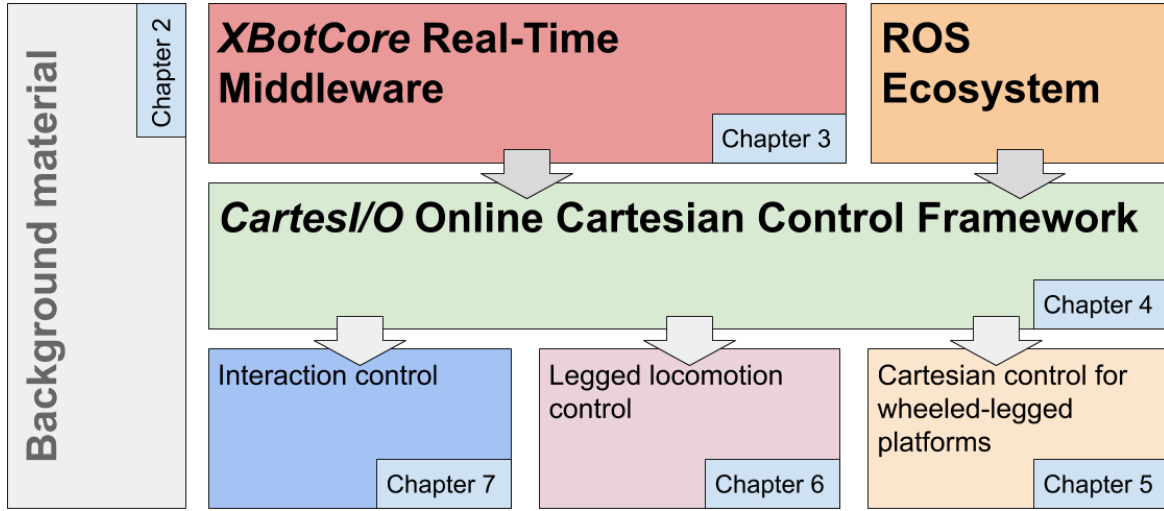 Background material
Chapter 2
XBotCore Real-Time
Middleware
Chapter 3
ROS
Ecosystem
CartesI/O Online Cartesian Control Framework
Chapter 4
Interaction control
Chapter 7
Legged locomotion
control
Chapter 6
Cartesian control for
wheeled-legged
platforms
Chapter 5